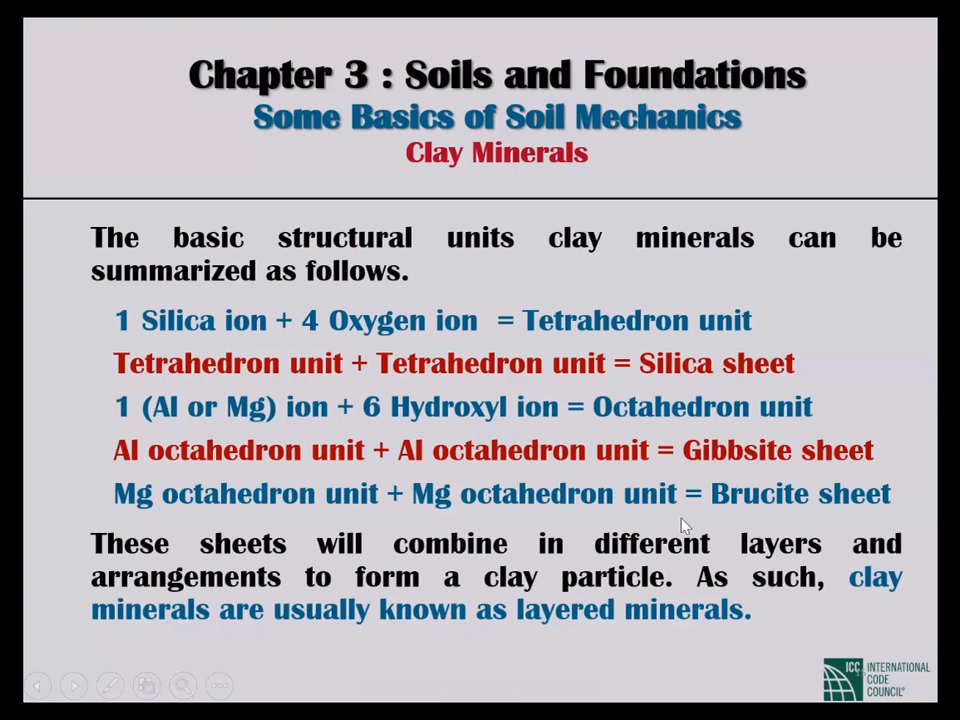 Chapter 3 : Soils and Foundations
Some Basics of Soil Mechanics
Clay Minerals
The basic structural units clay minerals can be
summarized as follows.
1 Silica ion + 4 Oxygen ion = Tetrahedron unit
Tetrahedron unit + Tetrahedron unit = Silica sheet
1 (Al or Mg) ion + 6 Hydroxyl ion = Octahedron unit
Al octahedron unit + Al octahedron unit = Gibbsite sheet
Mg octahedron unit + Mg octahedron unit = Brucite sheet
These sheets will combine in different layers and
arrangements to form a clay particle. As such, clay
minerals are usually known as layered minerals.
ICC INTERNATIONAL
CODE
COUNCIL®